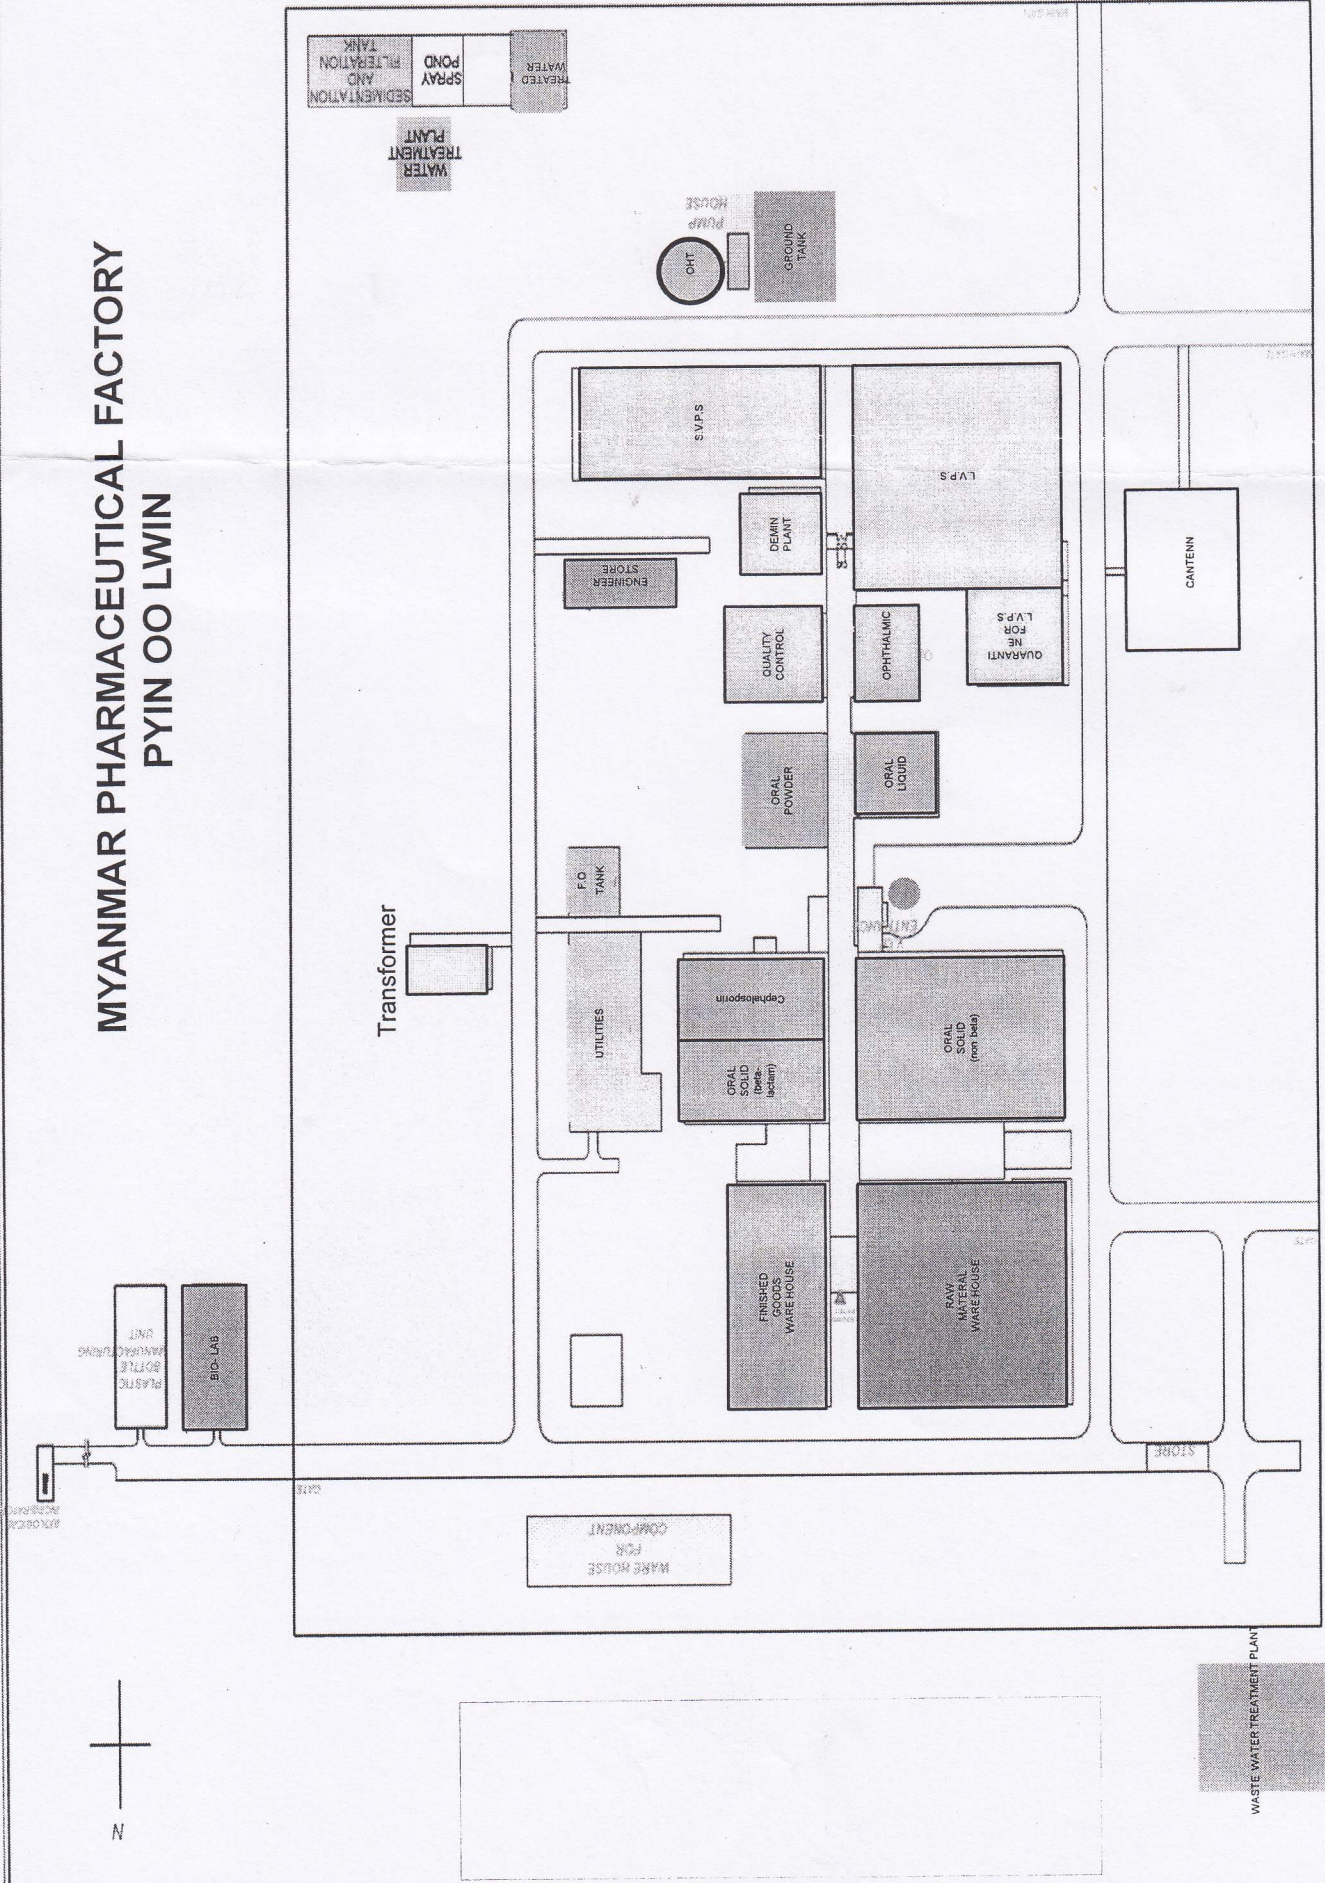 MYANMAR PHARMACEUTICAL FACTORY
PYIN OO LWIN
SEDIMENTATION
AND
FILTERATION
TANK
SPRAY
POND
TREATED
WATER
WATER
TREATMENT
PLANT
PUMP
HOUSE
OHT
GROUND
TANK
S.V.P.S
L.V.P.S
DEMIN
PLANT
ENGINEER
STORE
QUALITY
CONTROL
OPHTHALMIC
QUARANTI
NE
FOR
L.V.P.S
CANTENN
ORAL
POWDER
ORAL
LIQUID
F.O
TANK
Transformer
UTILITIES
Cephalosporin
ORAL
SOLID
(beta-
lactam)
ORAL
SOLID
(non beta)
FINISHED
GOODS
WARE HOUSE
RAW
MATERAL
WARE HOUSE
PLASTIC
BOTTLE
MANUFACTURING
UNIT
BIO- LAB
GATE
GATE
STORE
WARE HOUSE
FOR
COMPONENT
WASTE WATER TREATMENT PLANT
N